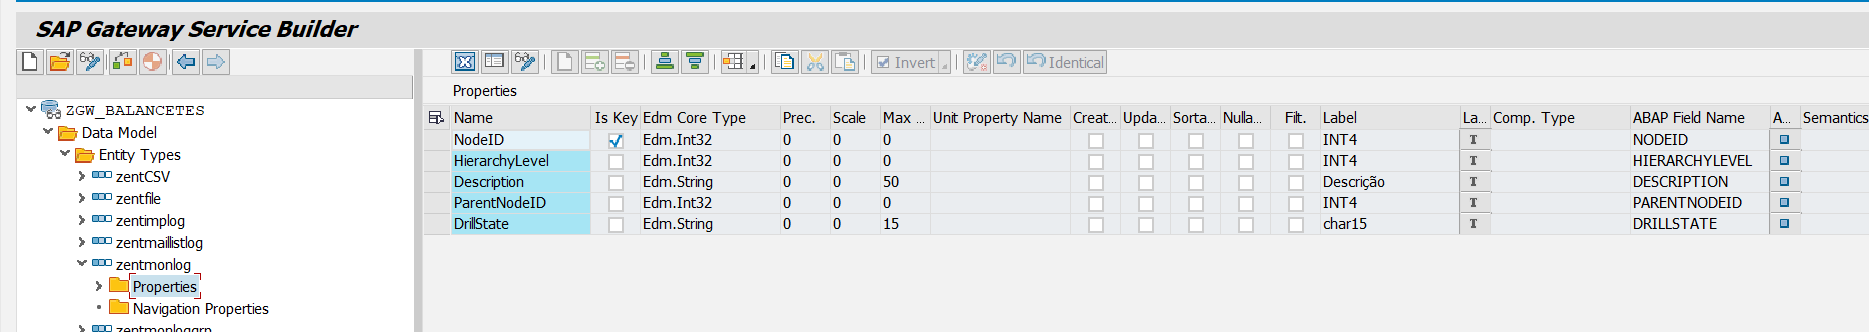 SAP Gateway Service Builder
Invert
Identical
Properties
ZGW_BALANCETES
Data Model
Entity Types
zentCSV
zentfile
zentimplog
zentmaillistlog
zentmonlog
Properties
Navigation Properties
zentmonloggrp
Name Is Key Edm Core Type Prec. Scale Max ... Unit Property Name Creat... Upda... Sorta... Nulla... Filt. Label La... Comp. Type ABAP Field Name A... Semantics
NodeID Edm.Int32 0 0 0 INT4 T NODEID
HierarchyLevel Edm.Int32 0 0 0 INT4 T HIERARCHYLEVEL
Description Edm.String 0 0 50 Descrição T DESCRIPTION
ParentNodeID Edm.Int32 0 0 0 INT4 T PARENTNODEID
DrillState Edm.String 0 0 15 char15 T DRILLSTATE